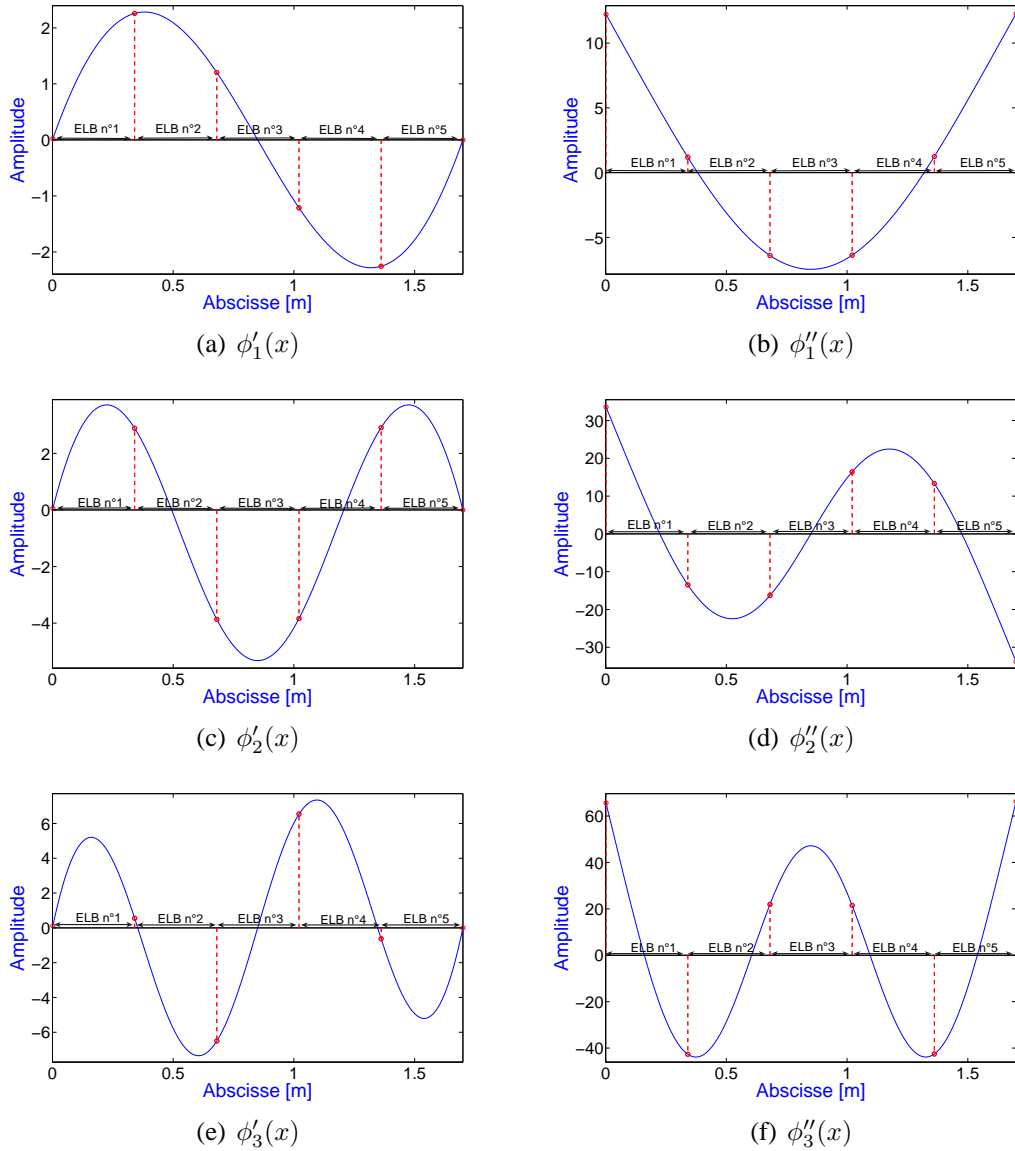 2
1
0
−1
−2
Amplitude
ELB n°1 ELB n°2 ELB n°3 ELB n°4 ELB n°5
0 0.5 1 1.5
Abscisse [m]
(a) ϕ′₁(x)
10
5
0
−5
Amplitude
ELB n°1 ELB n°2 ELB n°3 ELB n°4 ELB n°5
0 0.5 1 1.5
Abscisse [m]
(b) ϕ′′₁(x)
2
0
−2
−4
Amplitude
ELB n°1 ELB n°2 ELB n°3 ELB n°4 ELB n°5
0 0.5 1 1.5
Abscisse [m]
(c) ϕ′₂(x)
30
20
10
0
−10
−20
−30
Amplitude
ELB n°1 ELB n°2 ELB n°3 ELB n°4 ELB n°5
0 0.5 1 1.5
Abscisse [m]
(d) ϕ′′₂(x)
6
4
2
0
−2
−4
−6
Amplitude
ELB n°1 ELB n°2 ELB n°3 ELB n°4 ELB n°5
0 0.5 1 1.5
Abscisse [m]
(e) ϕ′₃(x)
60
40
20
0
−20
−40
Amplitude
ELB n°1 ELB n°2 ELB n°3 ELB n°4 ELB n°5
0 0.5 1 1.5
Abscisse [m]
(f) ϕ′′₃(x)